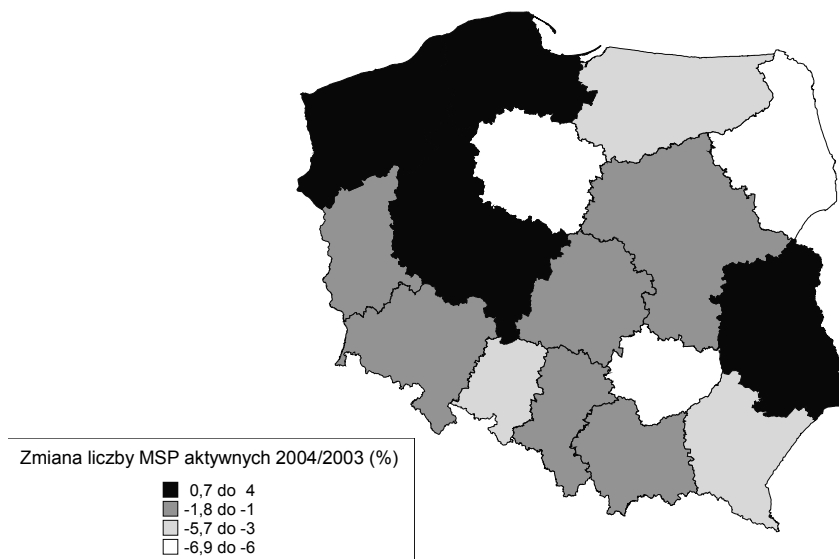 Zmiana liczby MSP aktywnych 2004/2003 (%)
0,7 do 4
-1,8 do -1
-5,7 do -3
-6,9 do -6